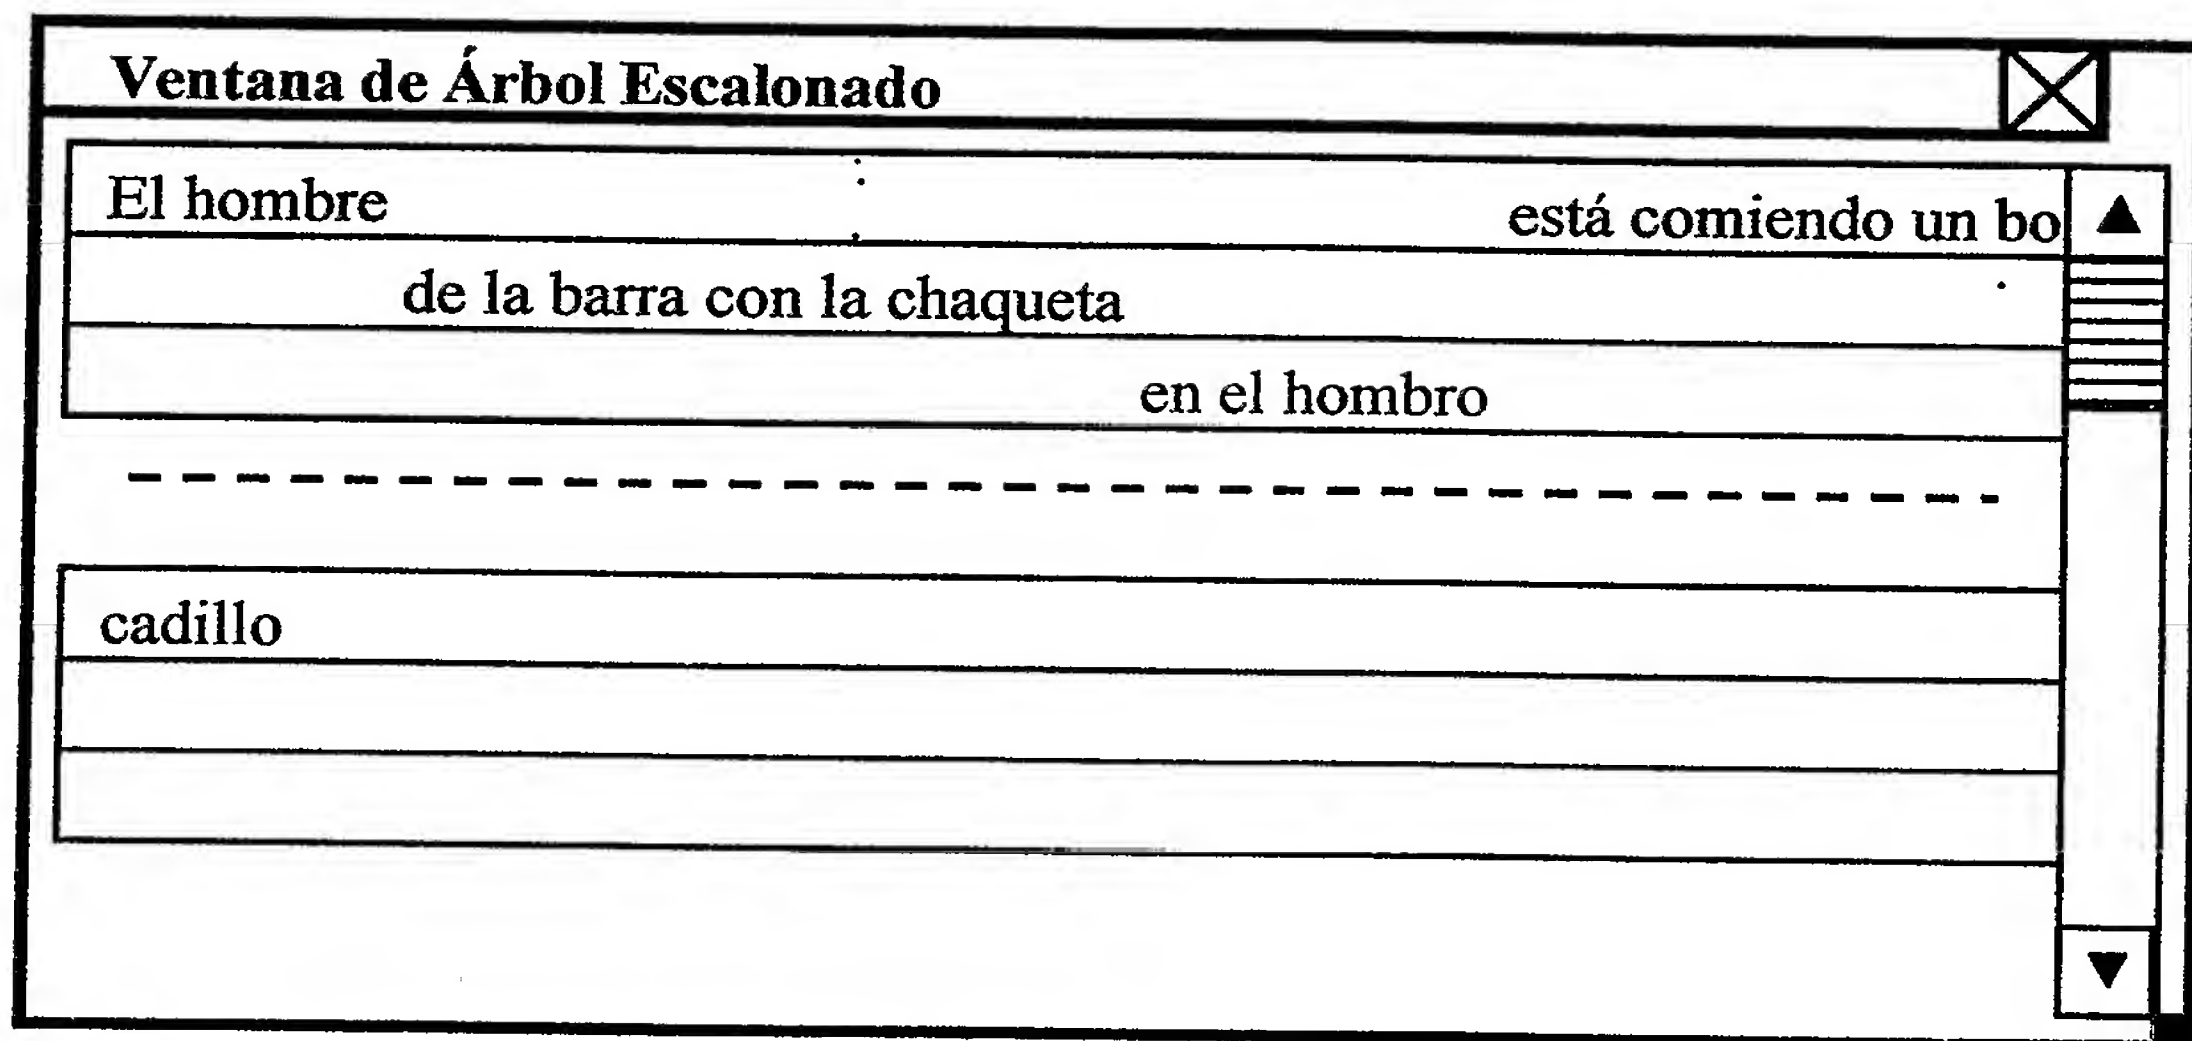 Ventana de Árbol Escalonado
El hombre está comiendo un bo
de la barra con la chaqueta
en el hombro
cadillo